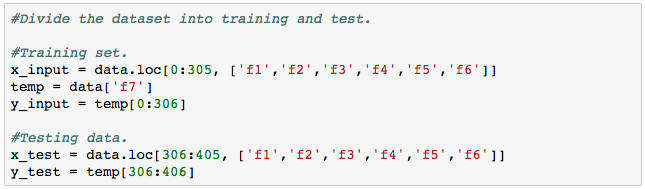 #Divide the dataset into training and test.
#Training set.
x_input = data.loc[0:305, ['f1','f2','f3','f4','f5','f6']]
temp = data['f7']
y_input = temp[0:306]
#Testing data.
x_test = data.loc[306:405, ['f1','f2','f3','f4','f5','f6']]
y_test = temp[306:406]